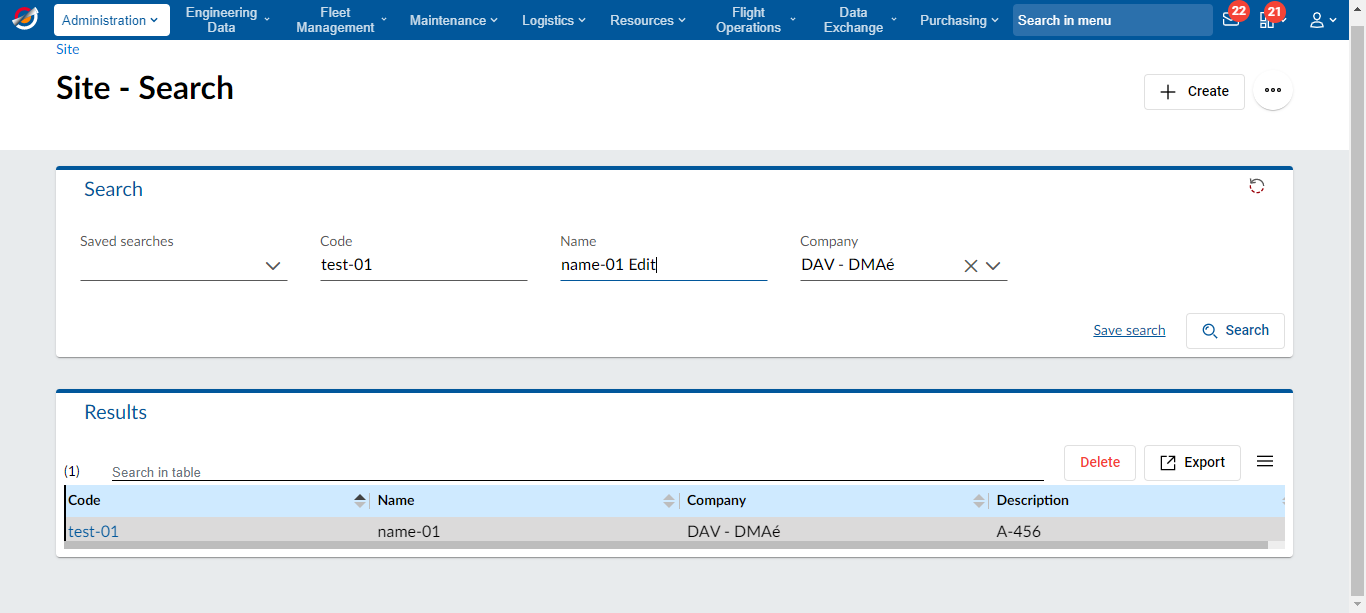 Administration
Engineering
Data
Fleet
Management
Maintenance
Logistics
Resources
Flight
Operations
Data
Exchange
Purchasing
Search in menu
22
21
Site
Site - Search
Create
Search
Saved searches
Code
test-01
Name
name-01 Edit
Company
DAV - DMAé
Save search
Search
Results
(1)
Search in table
Delete
Export
Code Name Company Description
test-01 name-01 DAV - DMAé A-456